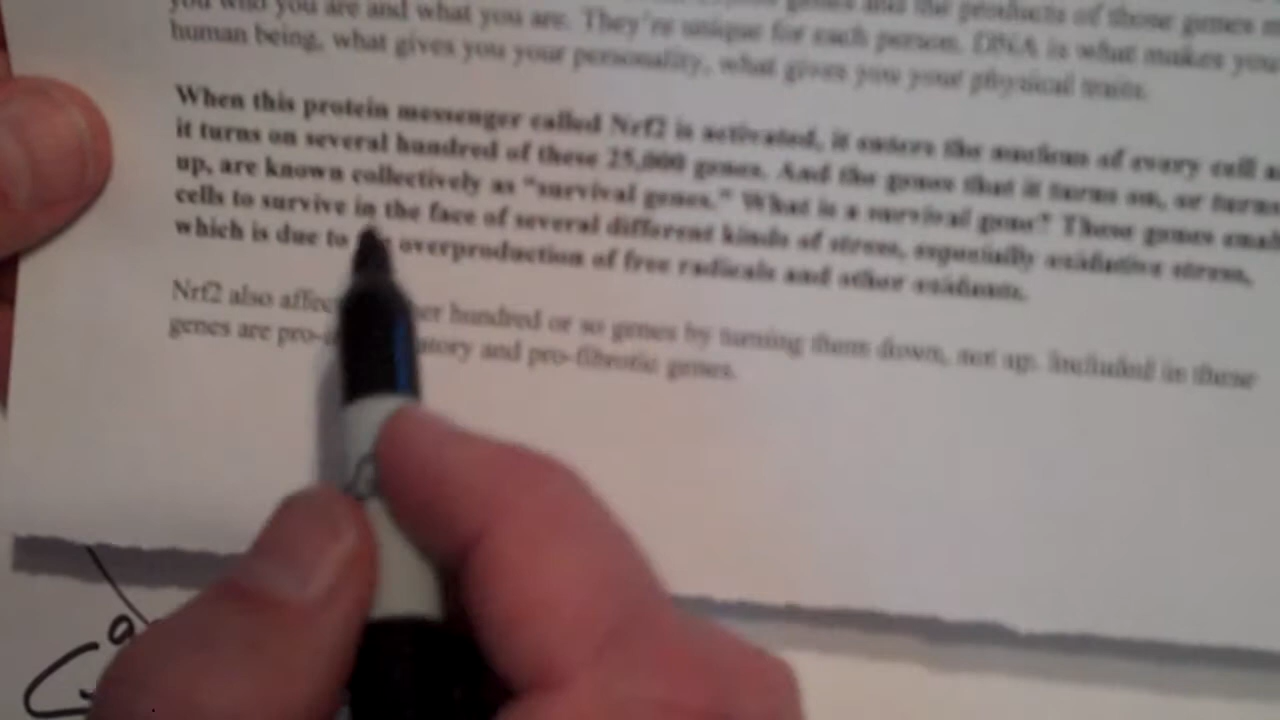 you who you are and what you are. They're unique for each person. DNA is what makes you
human being, what gives you your personality, what gives you your physical traits.
When this protein messenger called Nrf2 is activated, it enters the nucleus of every cell
it turns on several hundred of these 25,000 genes. And the genes that it turns on, or turns
up, are known collectively as "survival genes." What is a survival gene? These genes
cells to survive in the face of several different kinds of stress, especially oxidative stress,
which is due to overproduction of free radicals and other oxidants.
Nrf2 also hundred or so genes by turning them down, not up. Included in these
genes are and pro-fibrotic genes.